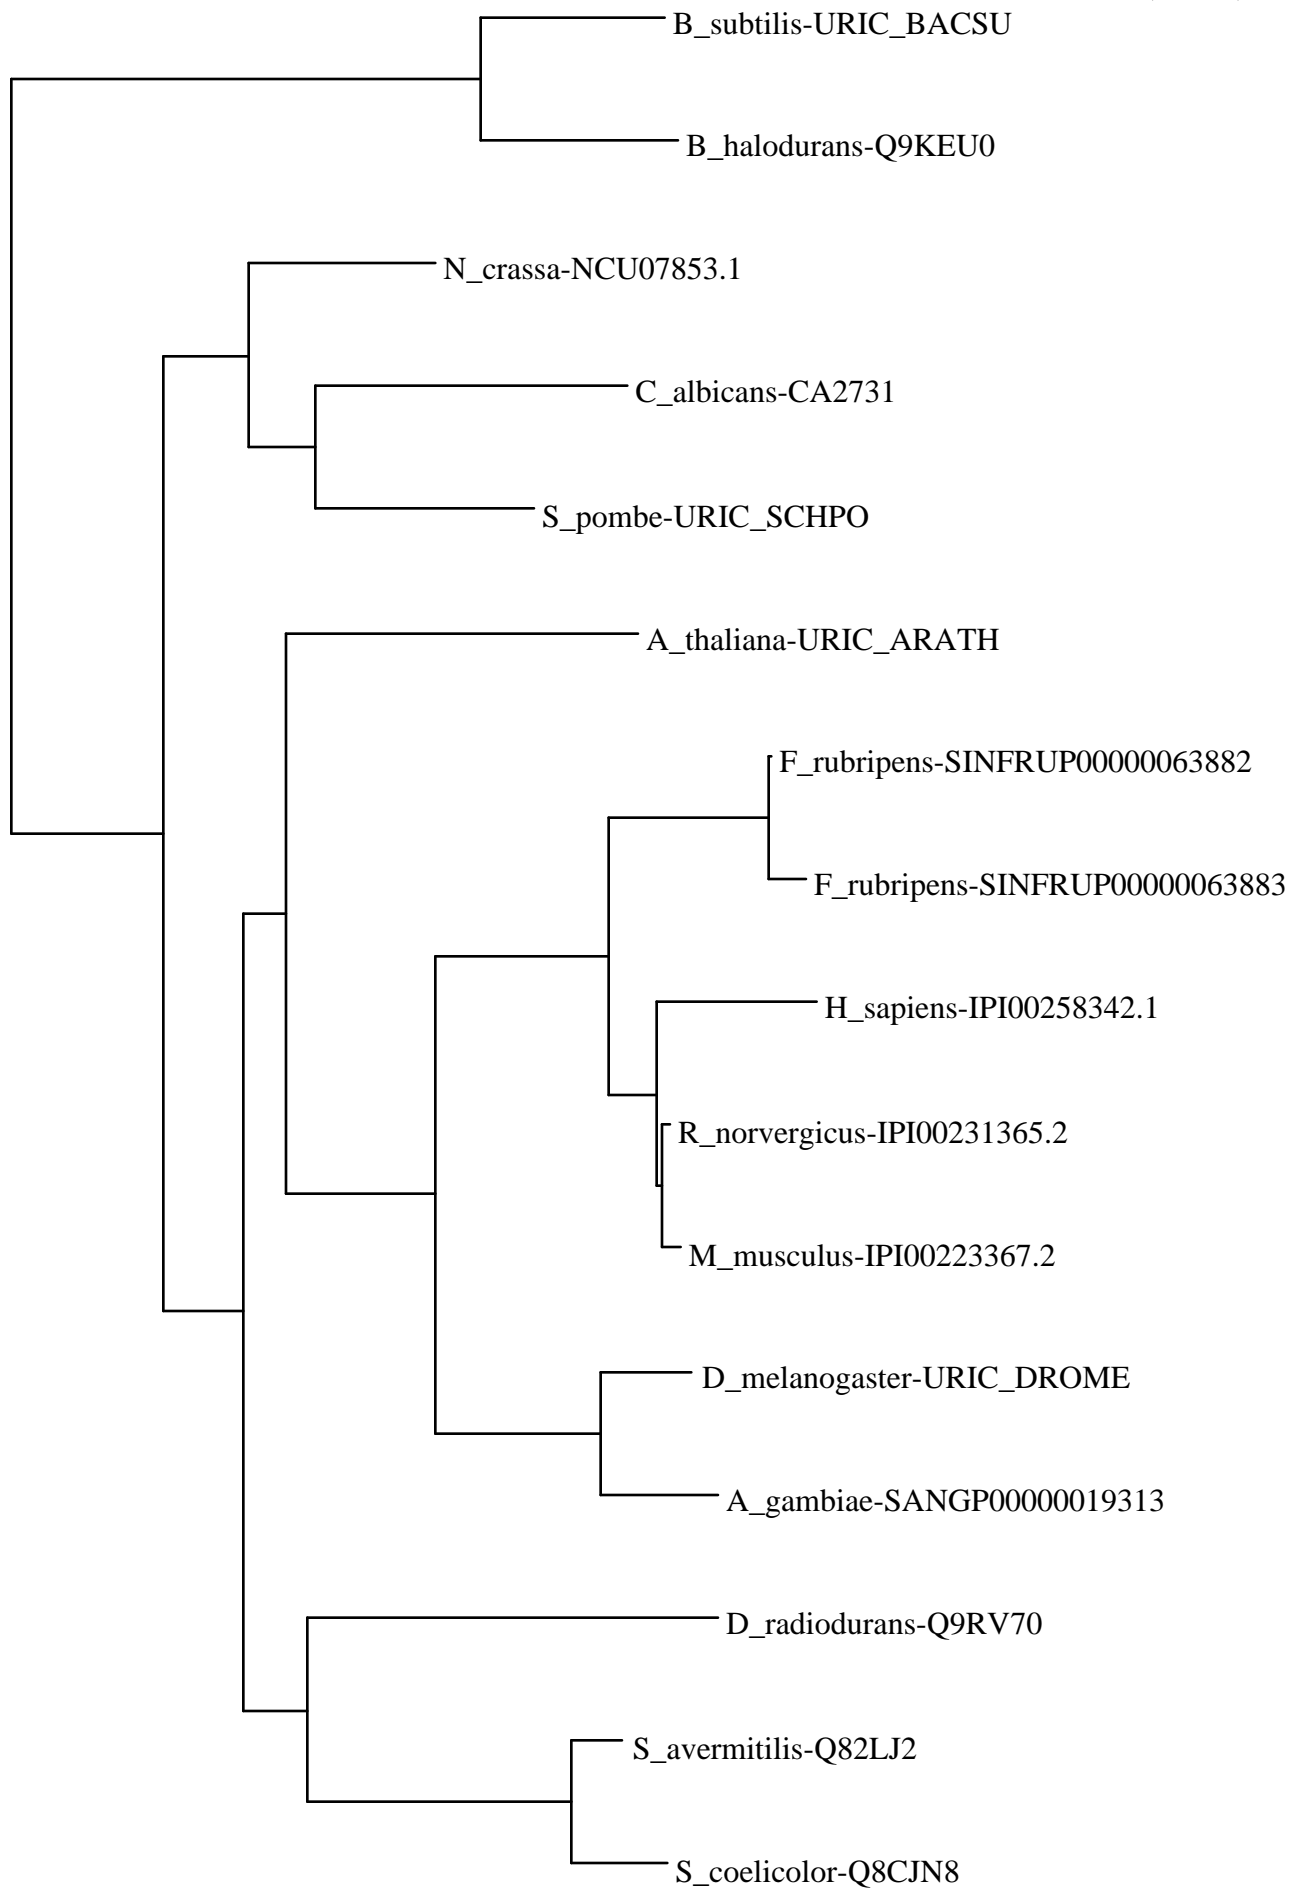 B_subtilis-URIC_BACSU
B_halodurans-Q9KEU0
N_crassa-NCU07853.1
C_albicans-CA2731
S_pombe-URIC_SCHPO
A_thaliana-URIC_ARATH
F_rubripens-SINFRUP00000063882
F_rubripens-SINFRUP00000063883
H_sapiens-IPI00258342.1
R_norvergicus-IPI00231365.2
M_musculus-IPI00223367.2
D_melanogaster-URIC_DROME
A_gambiae-SANGP00000019313
D_radiodurans-Q9RV70
S_avermitilis-Q82LJ2
S_coelicolor-Q8CJN8